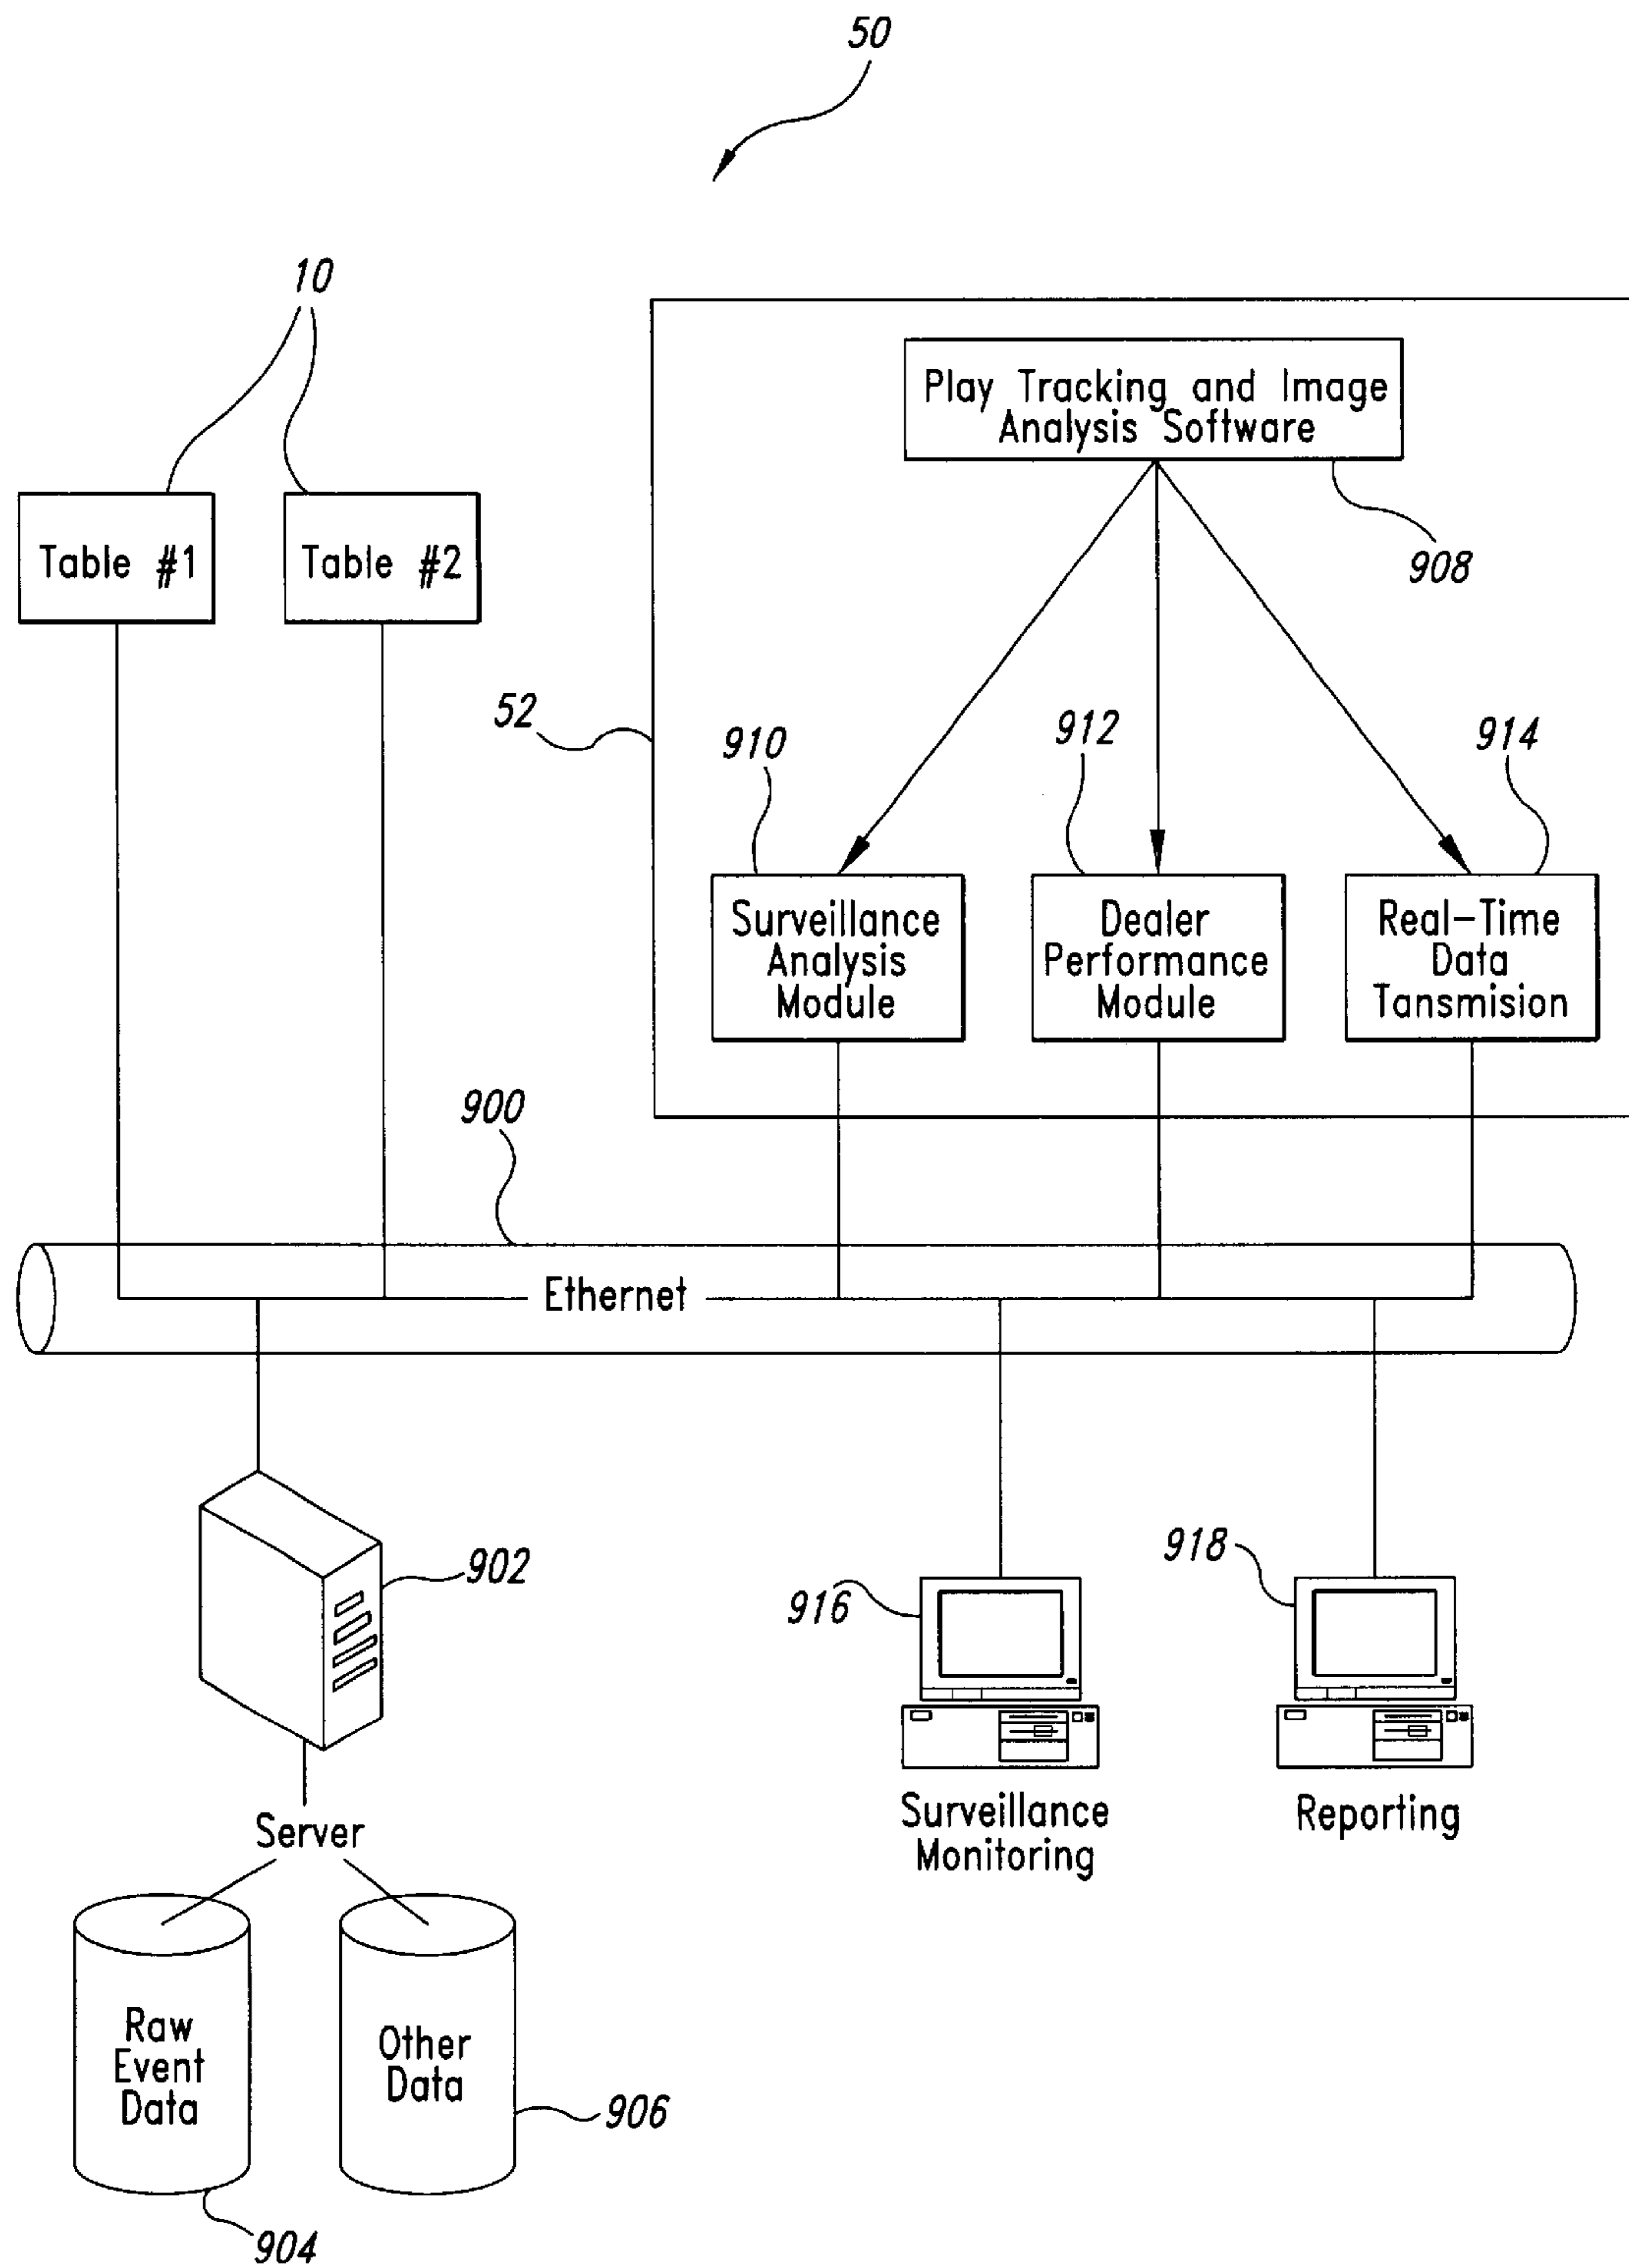 50
10
Play Tracking and Image
Analysis Software
908
Table #1
Table #2
52
910
912
914
Surveillance
Analysis
Module
Dealer
Performance
Module
Real-Time
Data
Tansmision
900
Ethernet
902
916
918
Server
Surveillance
Monitoring
Reporting
Raw
Event
Data
Other
Data
906
904